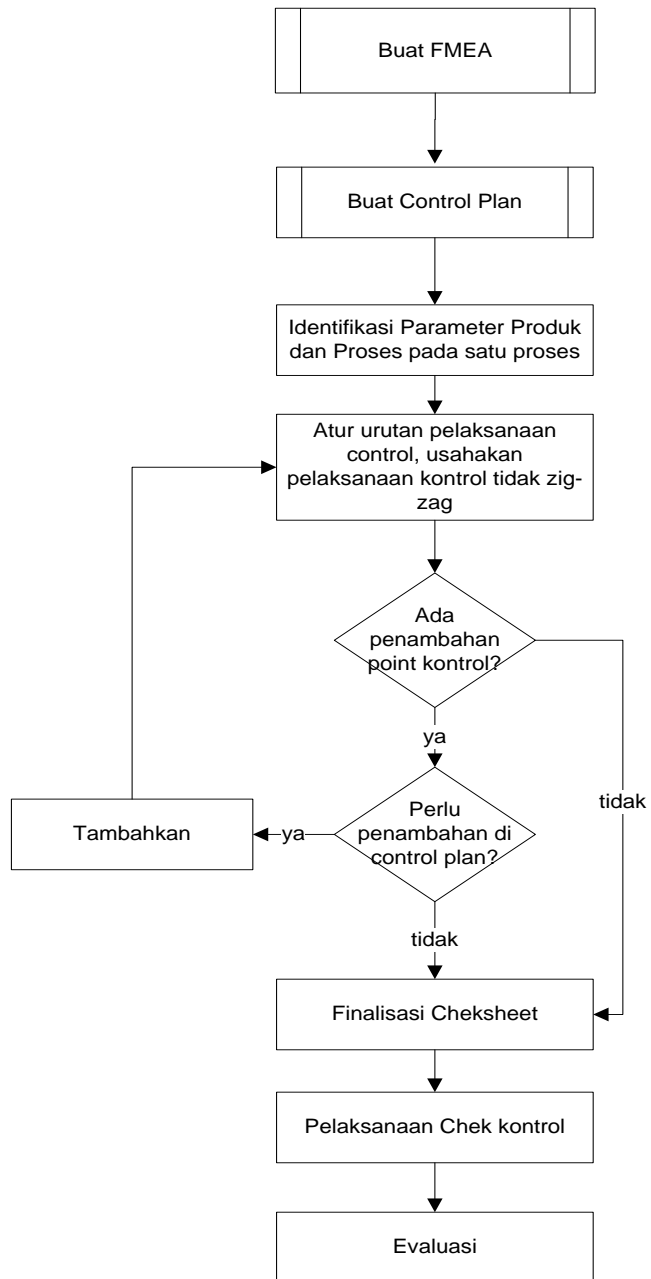 Buat FMEA
Buat Control Plan
Identifikasi Parameter Produk
dan Proses pada satu proses
Atur urutan pelaksanaan
control, usahakan
pelaksanaan kontrol tidak zig-
zag
Ada
penambahan
point kontrol?
ya
tidak
Perlu
penambahan di
control plan?
ya
Tambahkan
tidak
Finalisasi Cheksheet
Pelaksanaan Chek kontrol
Evaluasi